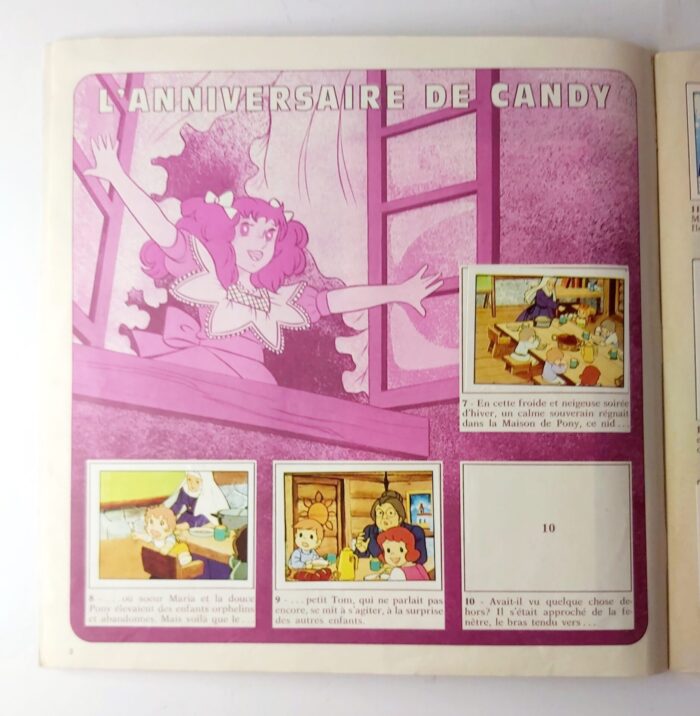 L'ANNIVERSAIRE DE CANDY
7 - En cette froide et neigeuse soirée
d'hiver, un calme souverain régnait
dans la Maison de Pony, ce nid ...
8 - ... où soeur Maria et la douce
Pony élevaient des enfants orphelins
et abandonnés. Mais voilà que le ...
9 - ... petit Tom, qui ne parlait pas
encore, se mit à s'agiter, à la surprise
des autres enfants.
10
10 - Avait-il vu quelque chose de-
hors? Il s'était approché de la fe-
nêtre, le bras tendu vers ...
11